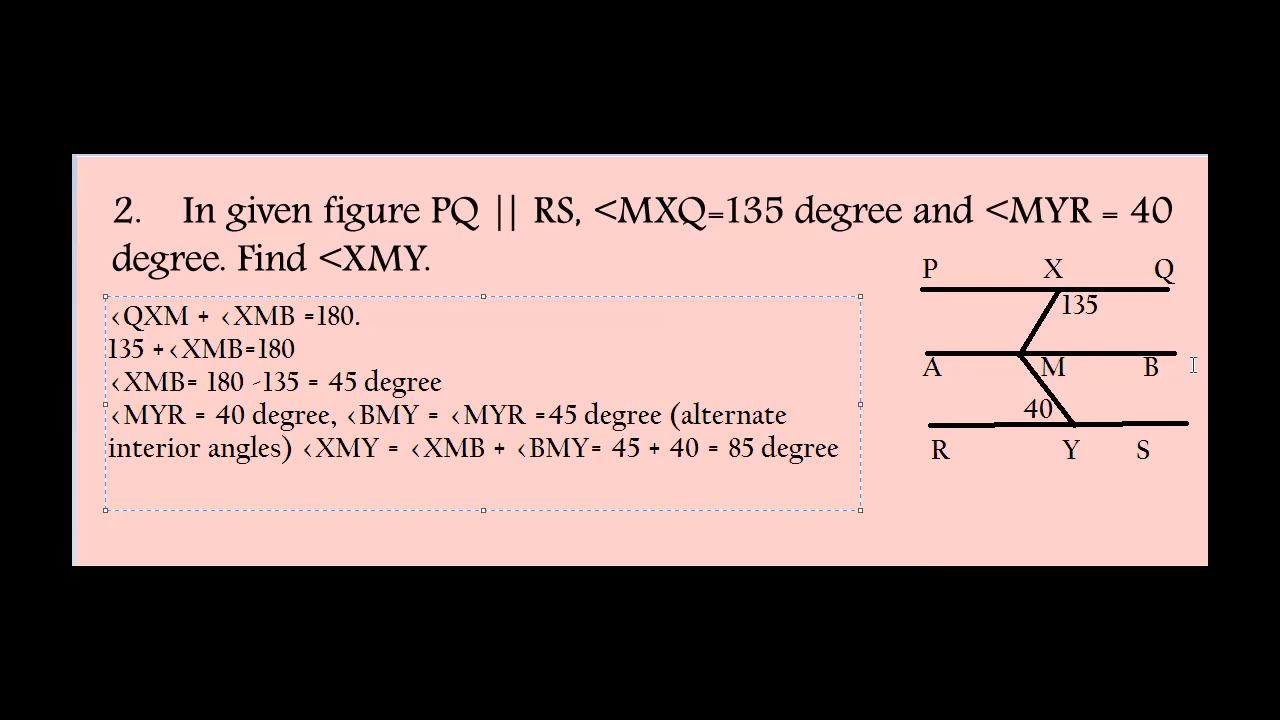 2. In given figure PQ || RS, <MXQ=135 degree and <MYR = 40
degree. Find <XMY.
<QXM + <XMB =180.
135 +<XMB=180
<XMB= 180 -135 = 45 degree
<MYR = 40 degree, <BMY = <MYR =45 degree (alternate
interior angles) <XMY = <XMB + <BMY= 45 + 40 = 85 degree
P X Q
135
A M B
40
R Y S